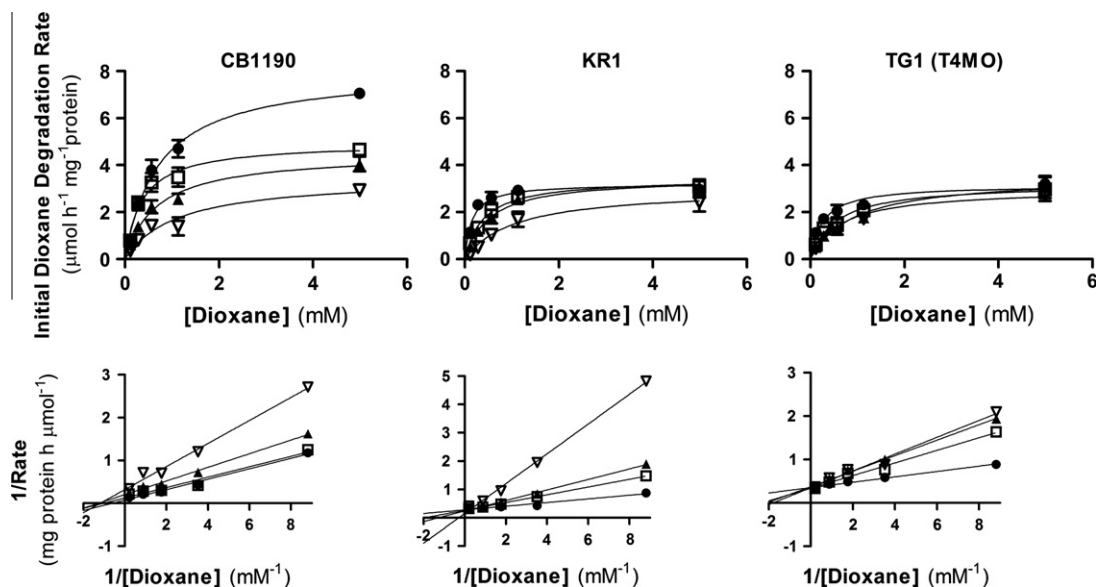 CB1190
KR1
TG1 (T4MO)
Initial Dioxane Degradation Rate
(μmol h⁻¹ mg⁻¹protein)
8
6
4
2
0
0 2 4 6
[Dioxane] (mM)
8
6
4
2
0
0 2 4 6
[Dioxane] (mM)
8
6
4
2
0
0 2 4 6
[Dioxane] (mM)
1/Rate
(mg protein h μmol⁻¹)
3
2
1
-1
-2 2 4 6 8
1/[Dioxane] (mM⁻¹)
5
4
3
2
1
-1
-2 2 4 6 8
1/[Dioxane] (mM⁻¹)
3
2
1
-1
-2 2 4 6 8
1/[Dioxane] (mM⁻¹)